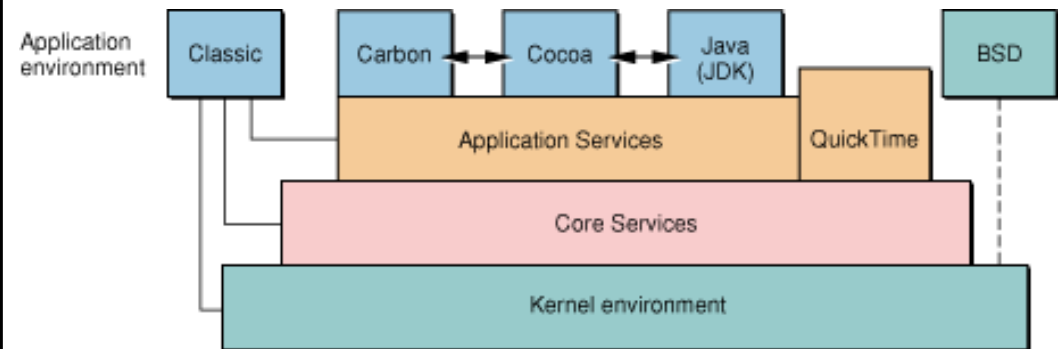 Application
environment
Classic
Carbon
Cocoa
Java
(JDK)
BSD
Application Services
QuickTime
Core Services
Kernel environment